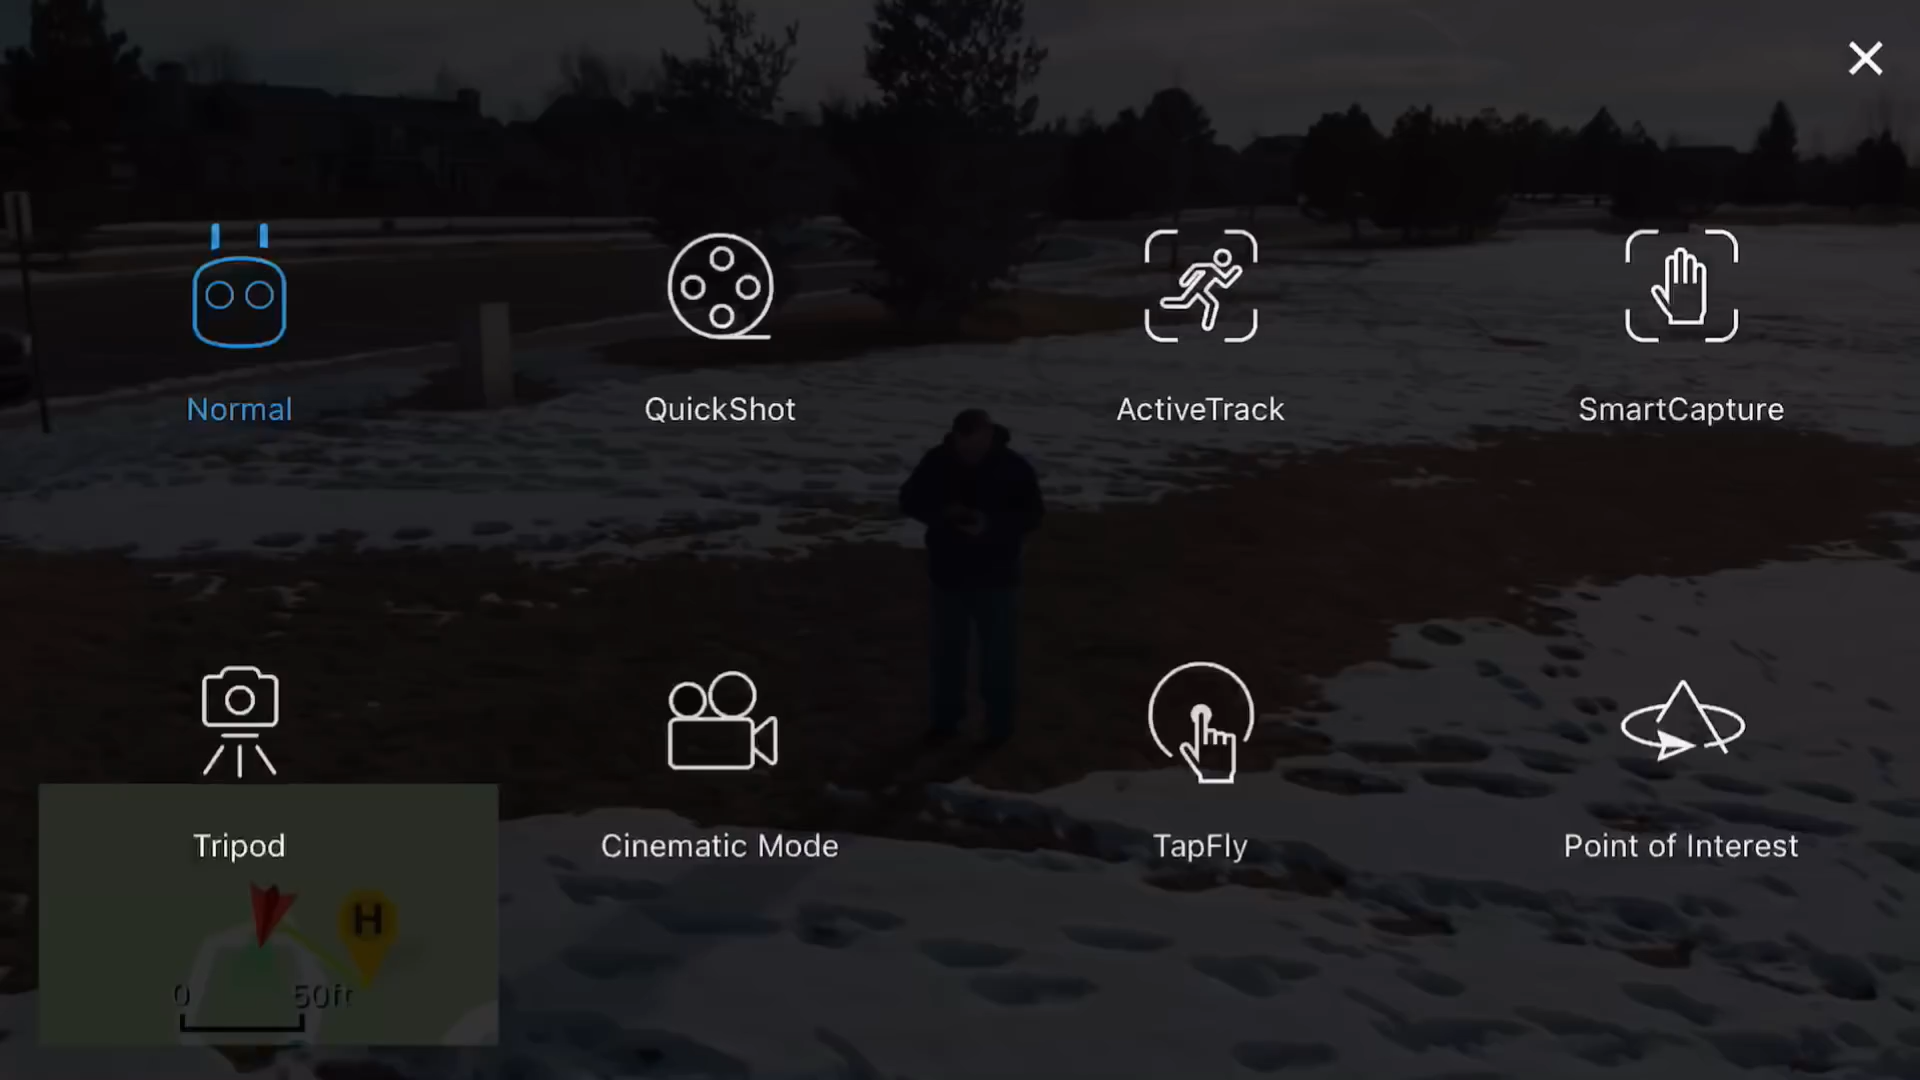 Normal
QuickShot
ActiveTrack
SmartCapture
Tripod
Cinematic Mode
TapFly
Point of Interest
H
0 50ft